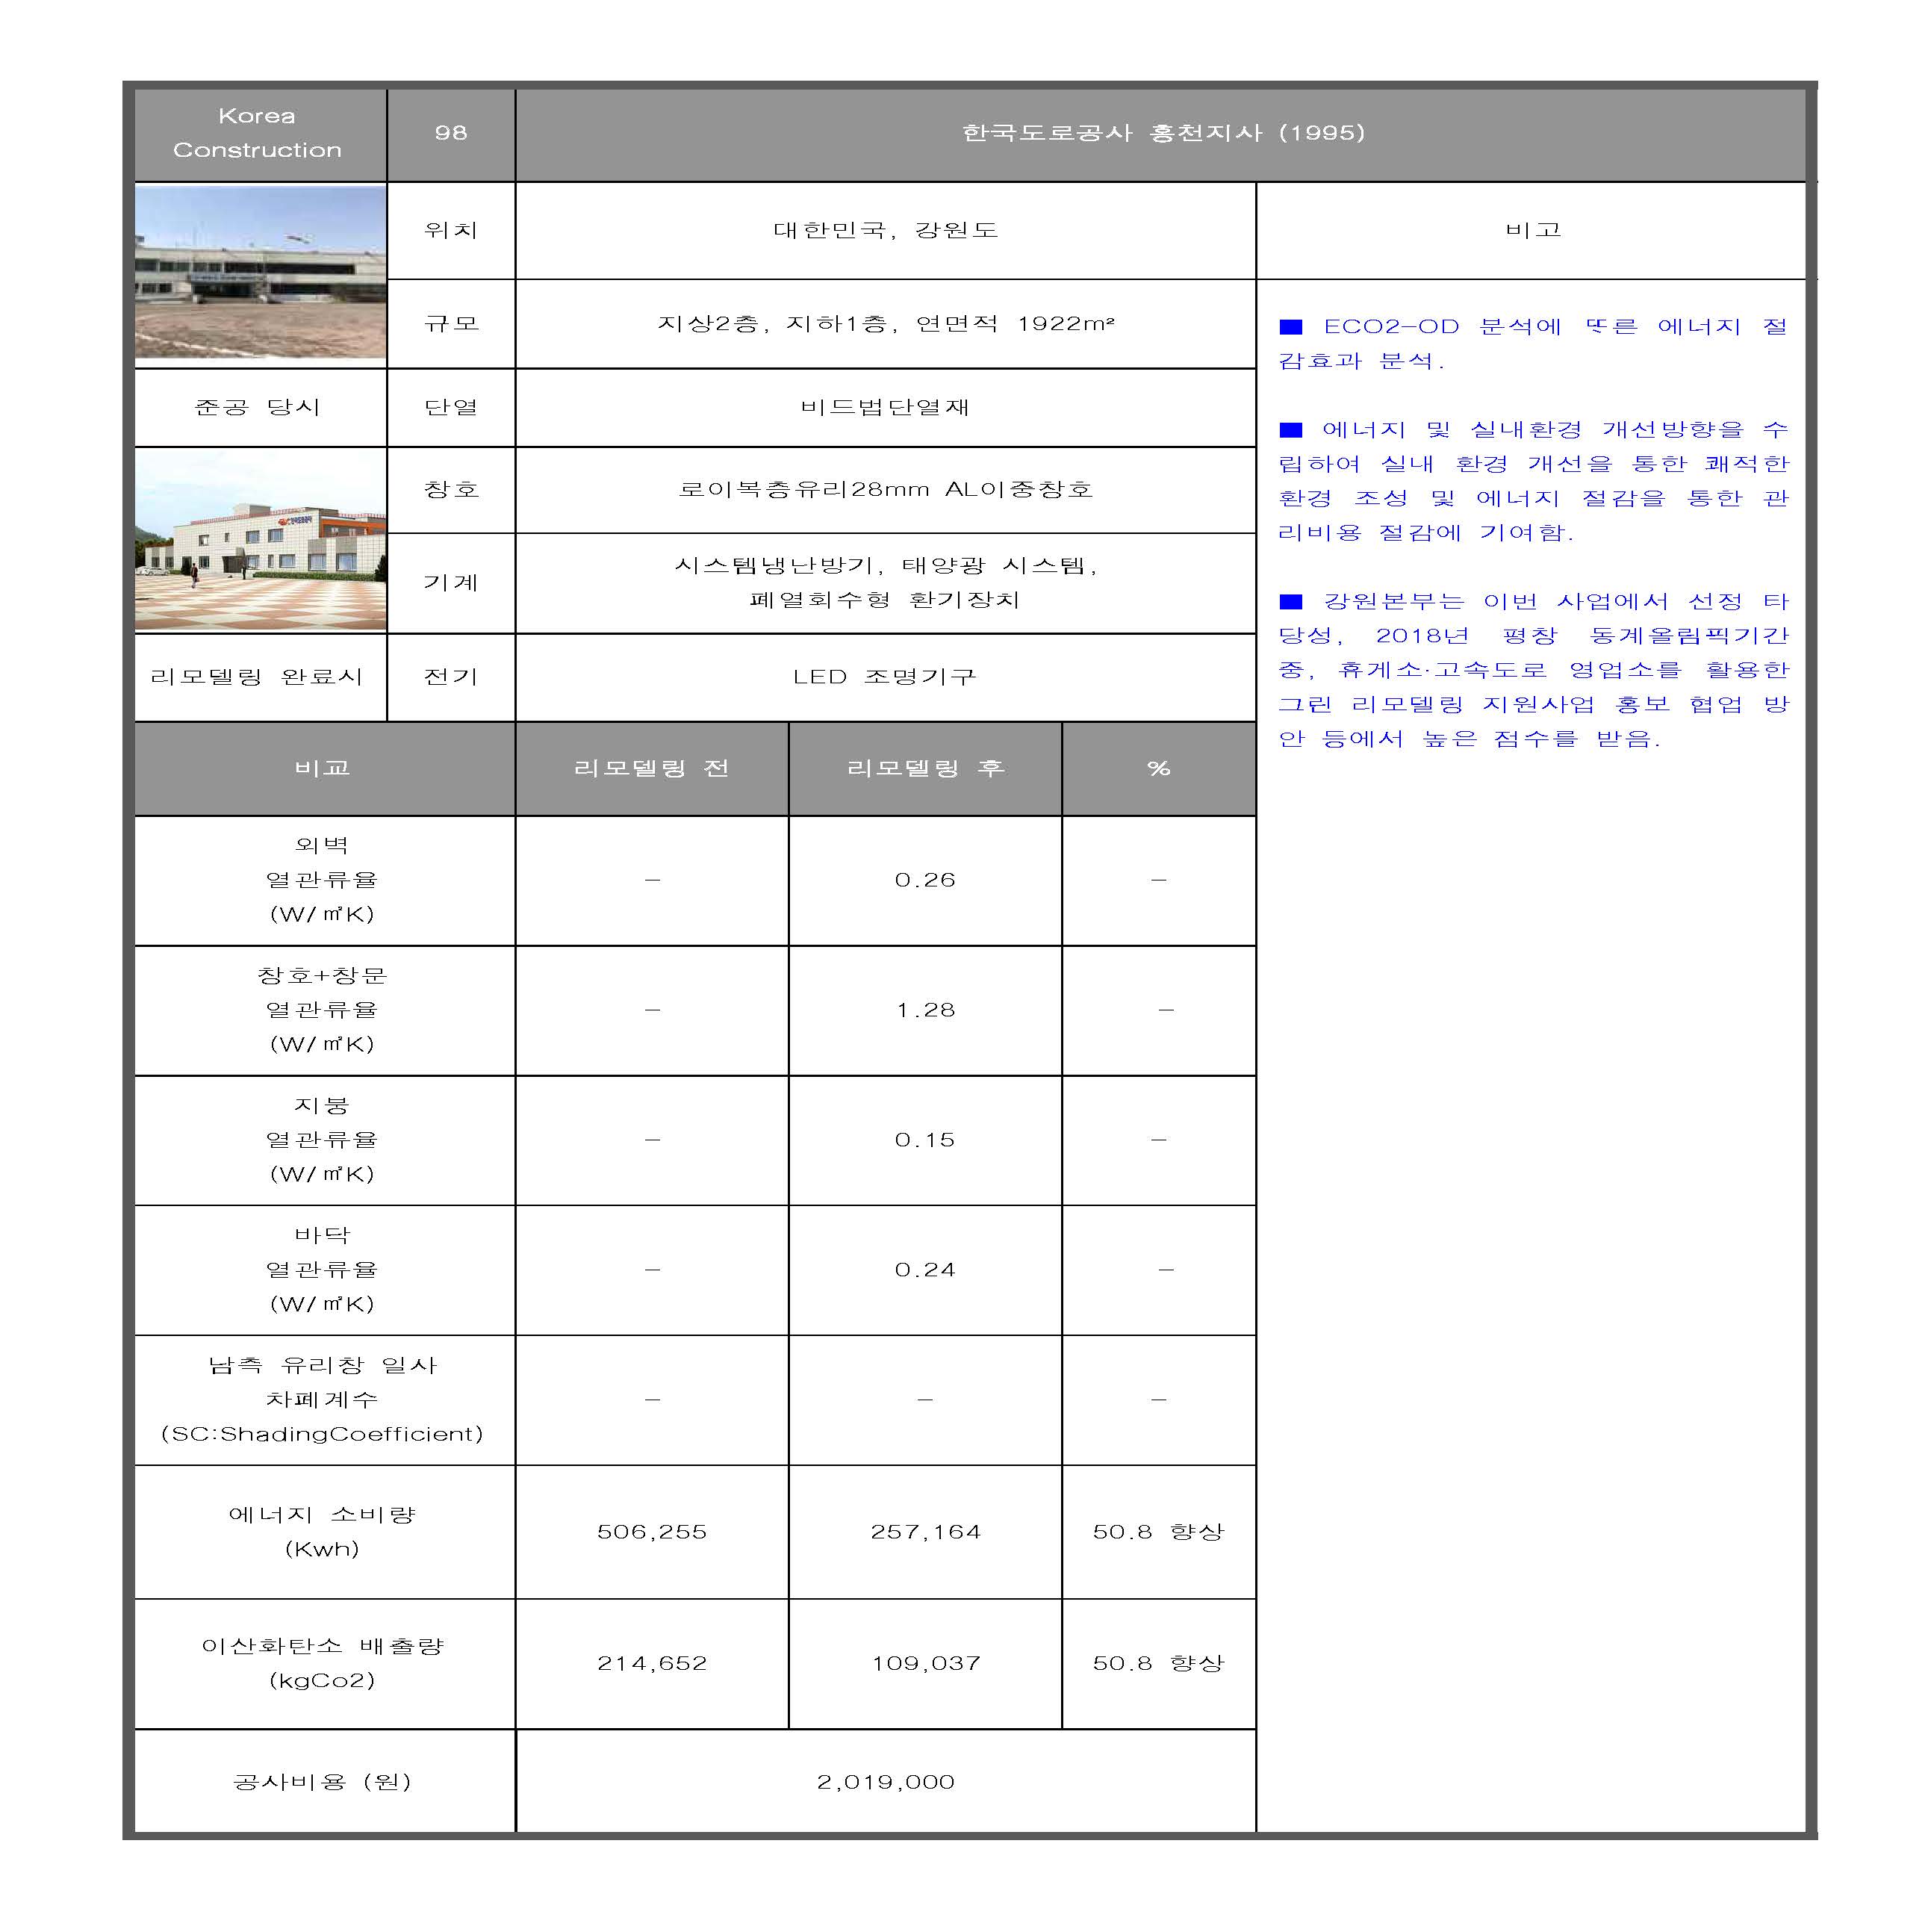 Korea
Construction
98
한국도로공사 홍천지사 (1995)
위치
대한민국, 강원도
비고
규모
지상2층, 지하1층, 연면적 1922m²
준공 당시
단열
비드법단열재
창호
로이복층유리28mm AL이중창호
기계
시스템냉난방기, 태양광 시스템,
폐열회수형 환기장치
리모델링 완료시
전기
LED 조명기구
■ ECO2-OD 분석에 또른 에너지 절
감효과 분석.
■ 에너지 및 실내환경 개선방향을 수
립하여 실내 환경 개선을 통한 쾌적한
환경 조성 및 에너지 절감을 통한 관
리비용 절감에 기여함.
■ 강원본부는 이번 사업에서 선정 타
당성, 2018년 평창 동계올림픽기간
중, 휴게소·고속도로 영업소를 활용한
그린 리모델링 지원사업 홍보 협업 방
안 등에서 높은 점수를 받음.
비교
리모델링 전
리모델링 후
%
외벽
열관류율
(W/㎡K)
-
0.26
-
창호+창문
열관류율
(W/㎡K)
-
1.28
-
지붕
열관류율
(W/㎡K)
-
0.15
-
바닥
열관류율
(W/㎡K)
-
0.24
-
남측 유리창 일사
차폐계수
(SC:ShadingCoefficient)
-
-
-
에너지 소비량
(Kwh)
506,255
257,164
50.8 향상
이산화탄소 배출량
(kgCo2)
214,652
109,037
50.8 향상
공사비용 (원)
2,019,000